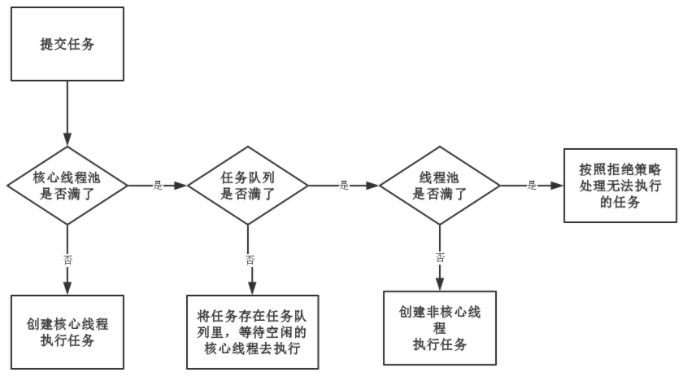 提交任务
核心线程池
是否满了
是
任务队列
是否满了
是
线程池
是否满了
是
按照拒绝策略
处理无法执行
的任务
否
否
否
创建核心线程
执行任务
将任务存在任务队
列里，等待空闲的
核心线程去执行
创建非核心线
程
执行任务